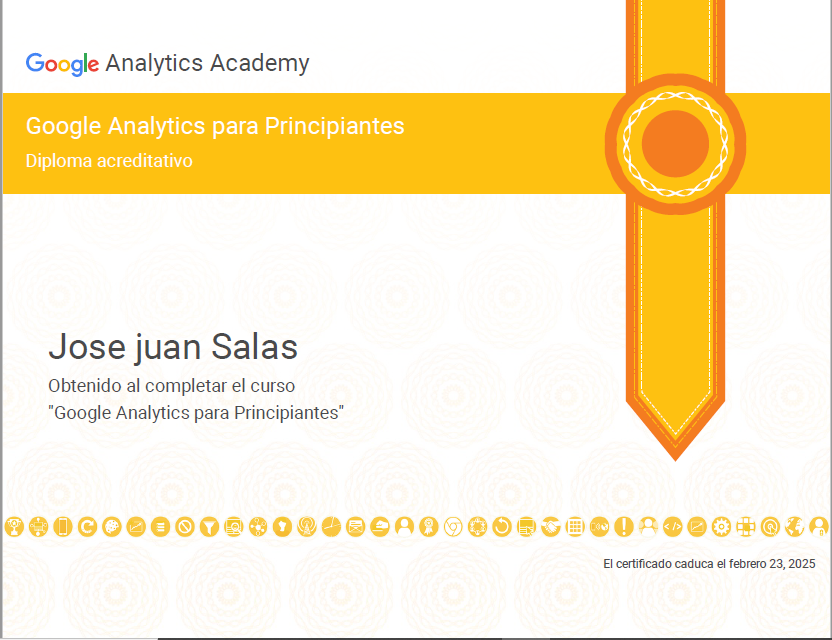 Google Analytics Academy
Google Analytics para Principiantes
Diploma acreditativo
Jose juan Salas
Obtenido al completar el curso
"Google Analytics para Principiantes"
El certificado caduca el febrero 23, 2025